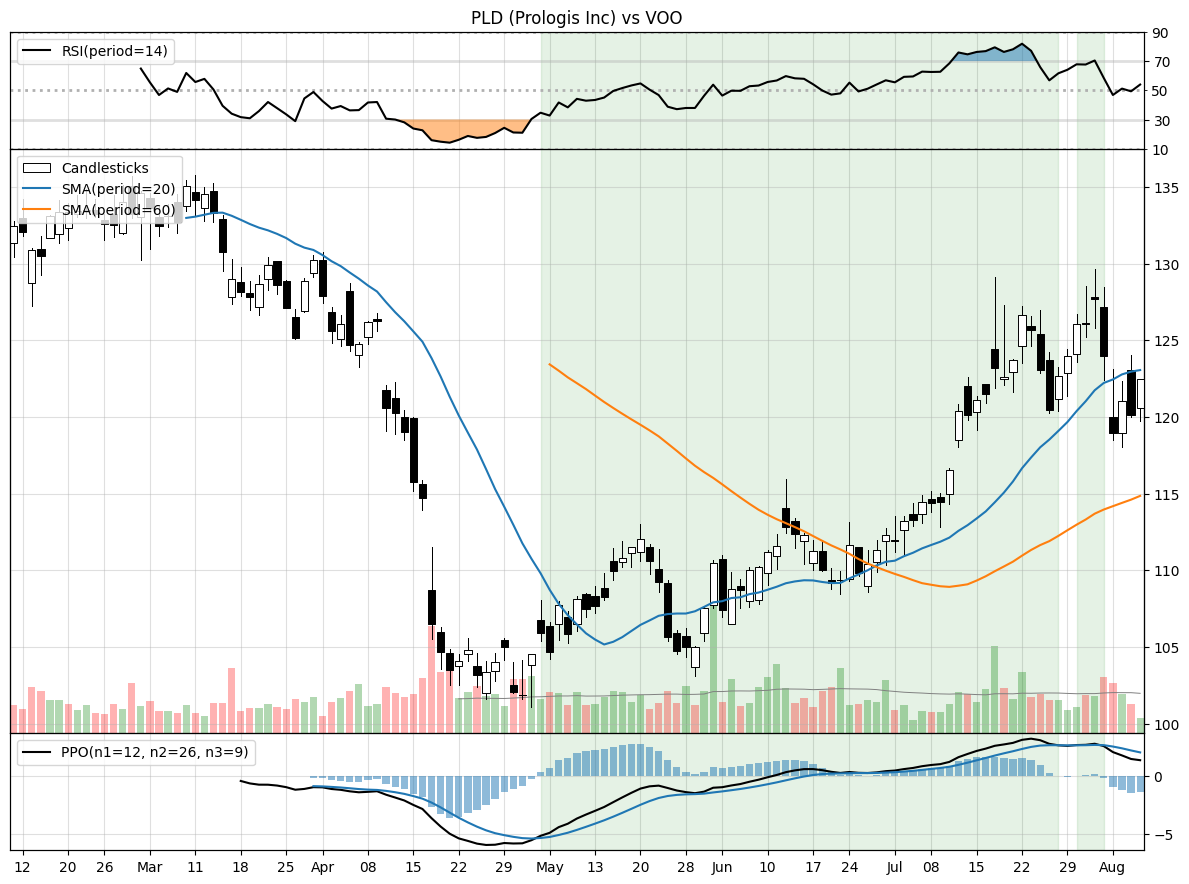 PLD (Prologis Inc) vs VOO
RSI(period=14)
90
70
50
30
10
Candlesticks
SMA(period=20)
SMA(period=60)
135
130
125
120
115
110
105
100
PPO(n1=12, n2=26, n3=9)
0
−5
12 20 26 Mar 11 18 25 Apr 08 15 22 29 May 13 20 28 Jun 10 17 24 Jul 08 15 22 29 Aug